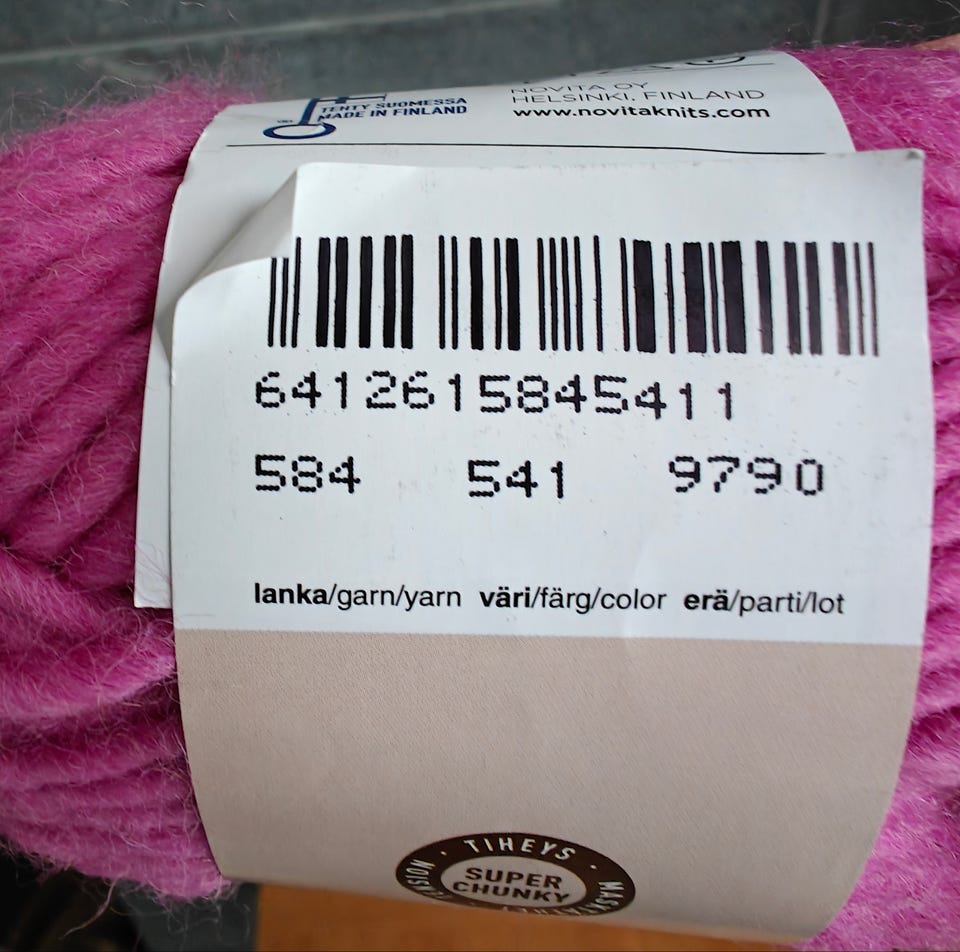 TEHTY SUOMESSA
MADE IN FINLAND
NOVITA OY
HELSINKI, FINLAND
www.novitaknits.com
6412615845411
584 541 9790
lanka/garn/yarn väri/färg/color erä/parti/lot
TIHEYS
SUPER
CHUNKY